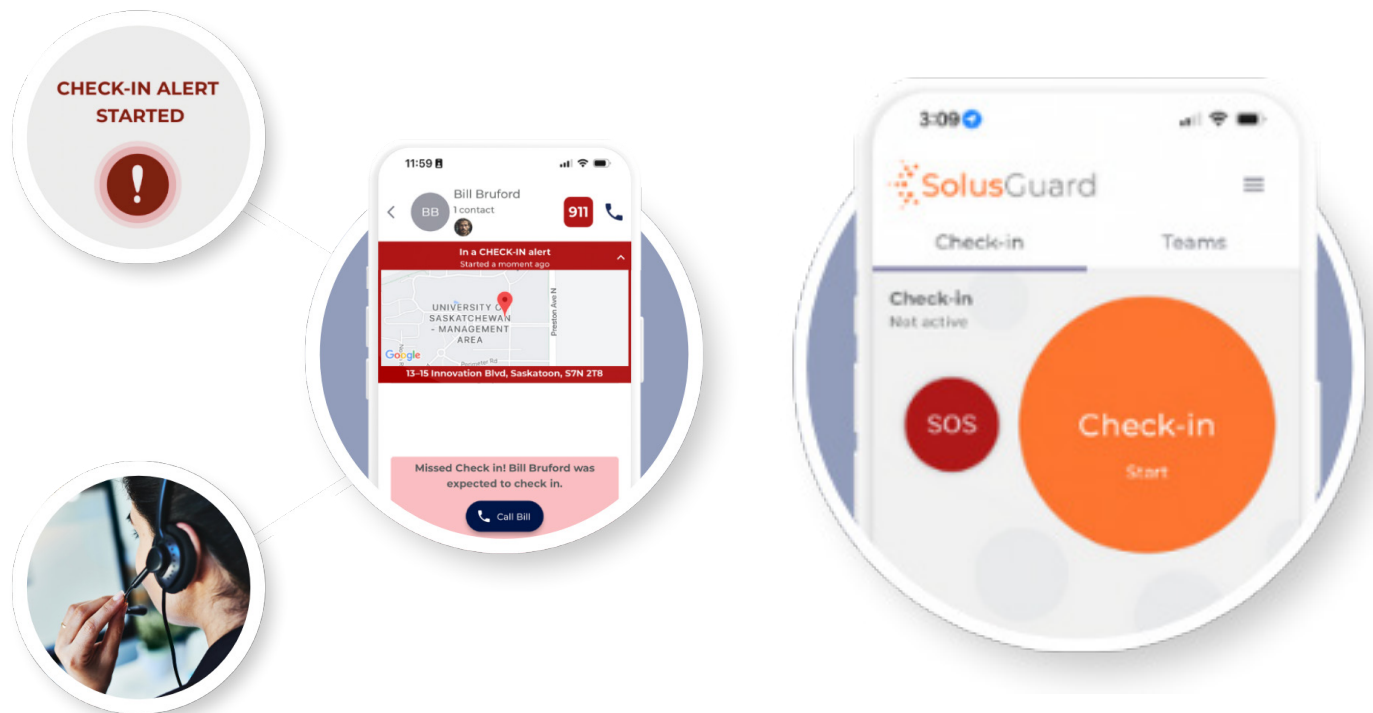 CHECK-IN ALERT
STARTED
11:59
BB
Bill Bruford
1 contact
911
In a CHECK-IN alert
Started a moment ago
UNIVERSITY OF
SASKATCHEWAN
- MANAGEMENT
AREA
Preston Ave N
Google
Perimeter Rd
13–15 Innovation Blvd, Saskatoon, S7N 2T8
Missed Check in! Bill Bruford was
expected to check in.
Call Bill
3:09
SolusGuard
Check-in
Teams
Check-in
Not active
SOS
Check-in
Start